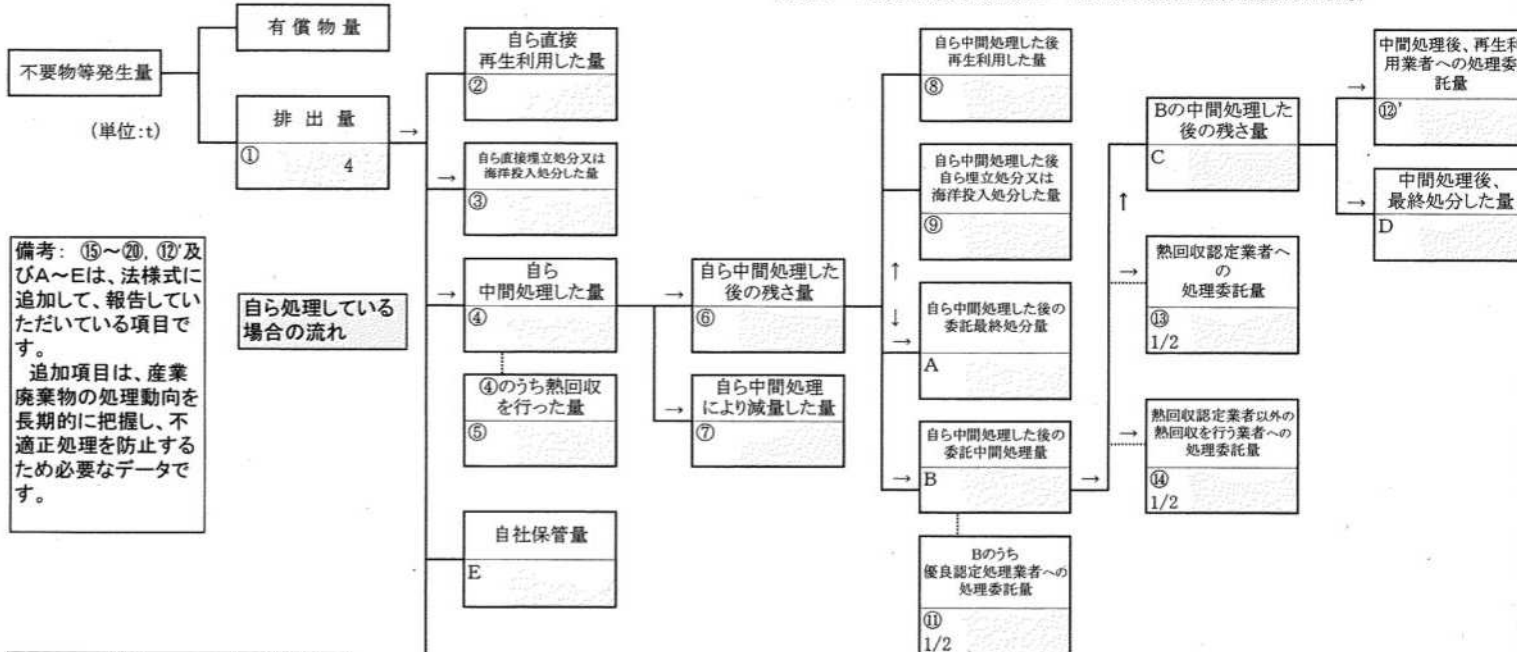 有償物量
不要物等発生量
(単位:t)
排出量
①
4
→
備考: ⑮~⑳, ⑫'及
びA~Eは、法様式に
追加して、報告してい
ただいている項目で
す。
追加項目は、産業
廃棄物の処理動向を
長期的に把握し、不
適正処理を防止する
ため必要なデータで
す。
自ら処理している
場合の流れ
自ら直接
再生利用した量
②
→
自ら直接埋立処分又は
海洋投入処分した量
③
→
自ら
中間処理した量
④
④のうち熱回収
を行った量
⑤
自社保管量
E
→
自ら中間処理した
後の残さ量
⑥
→
自ら中間処理
により減量した量
⑦
自ら中間処理した後
再生利用した量
⑧
自ら中間処理した後
自ら埋立処分又は
海洋投入処分した量
⑨
↑
↓
→
自ら中間処理した後の
委託最終処分量
A
→
自ら中間処理した後の
委託中間処理量
B
→
Bのうち
優良認定処理業者への
処理委託量
⑪
1/2
Bの中間処理した
後の残さ量
C
↑
→
熱回収認定業者へ
の
処理委託量
⑬
1/2
→
熱回収認定業者以外の
熱回収を行う業者への
処理委託量
⑭
1/2
→
中間処理後、再生利
用業者への処理委
託量
⑫'
→
中間処理後、
最終処分した量
D